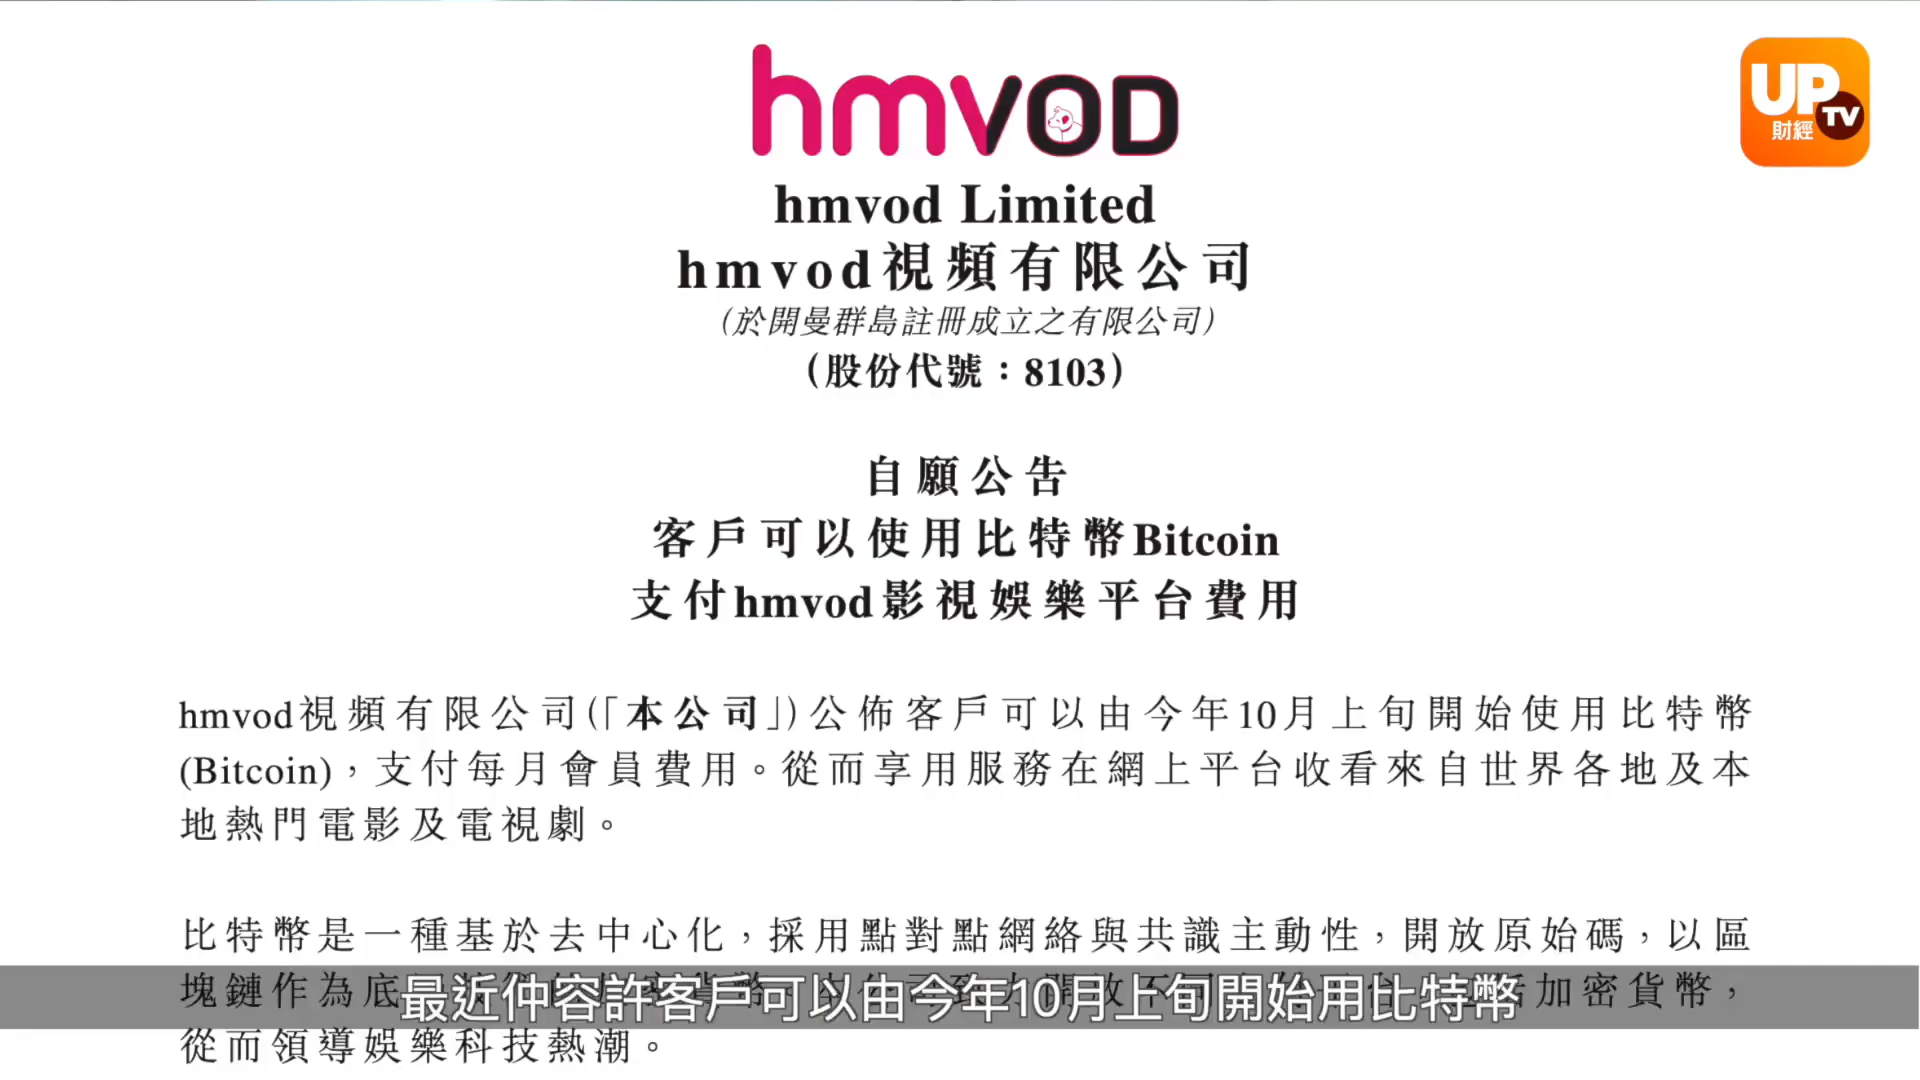 hmvOD
UP
TV
財經
hmvod Limited
hmvod視頻有限公司
(於開曼群島註冊成立之有限公司)
(股份代號：8103)
自願公告
客戶可以使用比特幣Bitcoin
支付hmvod影視娛樂平台費用
hmvod視頻有限公司(「本公司」)公佈客戶可以由今年10月上旬開始使用比特幣
(Bitcoin)，支付每月會員費用。從而享用服務在網上平台收看來自世界各地及本
地熱門電影及電視劇。
比特幣是一種基於去中心化，採用點對點網絡與共識主動性，開放原始碼，以區
塊鏈作為底 加密貨幣，
最近仲容許客戶可以由今年10月上旬開始用比特幣
從而領導娛樂科技熱潮。